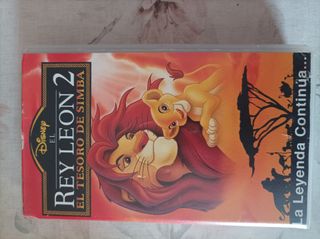 Disney
EL
REY LEON 2
EL TESORO DE SIMBA
La Leyenda Continúa...